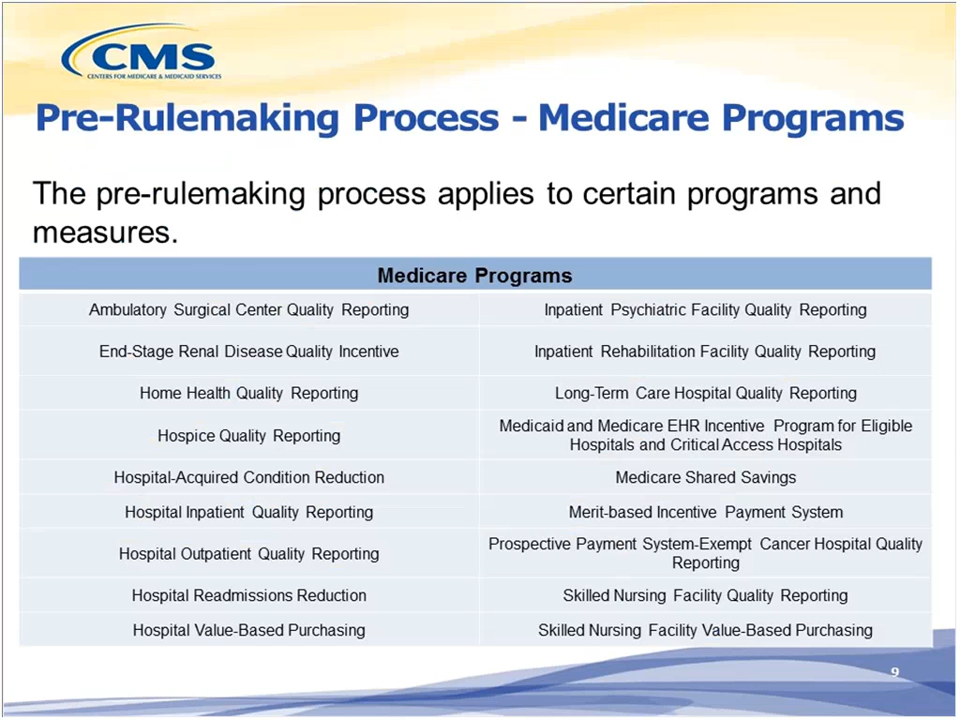 CMS
CENTERS FOR MEDICARE & MEDICAID SERVICES
Pre-Rulemaking Process - Medicare Programs
The pre-rulemaking process applies to certain programs and
measures.
Medicare Programs
Ambulatory Surgical Center Quality Reporting
Inpatient Psychiatric Facility Quality Reporting
End-Stage Renal Disease Quality Incentive
Inpatient Rehabilitation Facility Quality Reporting
Home Health Quality Reporting
Long-Term Care Hospital Quality Reporting
Hospice Quality Reporting
Medicaid and Medicare EHR Incentive Program for Eligible
Hospitals and Critical Access Hospitals
Hospital-Acquired Condition Reduction
Medicare Shared Savings
Hospital Inpatient Quality Reporting
Merit-based Incentive Payment System
Hospital Outpatient Quality Reporting
Prospective Payment System-Exempt Cancer Hospital Quality
Reporting
Hospital Readmissions Reduction
Skilled Nursing Facility Quality Reporting
Hospital Value-Based Purchasing
Skilled Nursing Facility Value-Based Purchasing
9